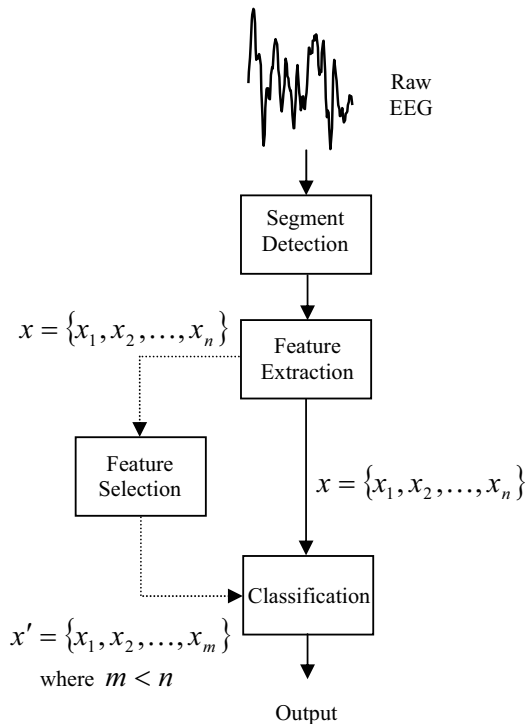 Raw
EEG
Segment
Detection
x = {x₁, x₂, …, xₙ}
Feature
Extraction
Feature
Selection
x = {x₁, x₂, …, xₙ}
Classification
x′ = {x₁, x₂, …, xₘ}
where m < n
Output